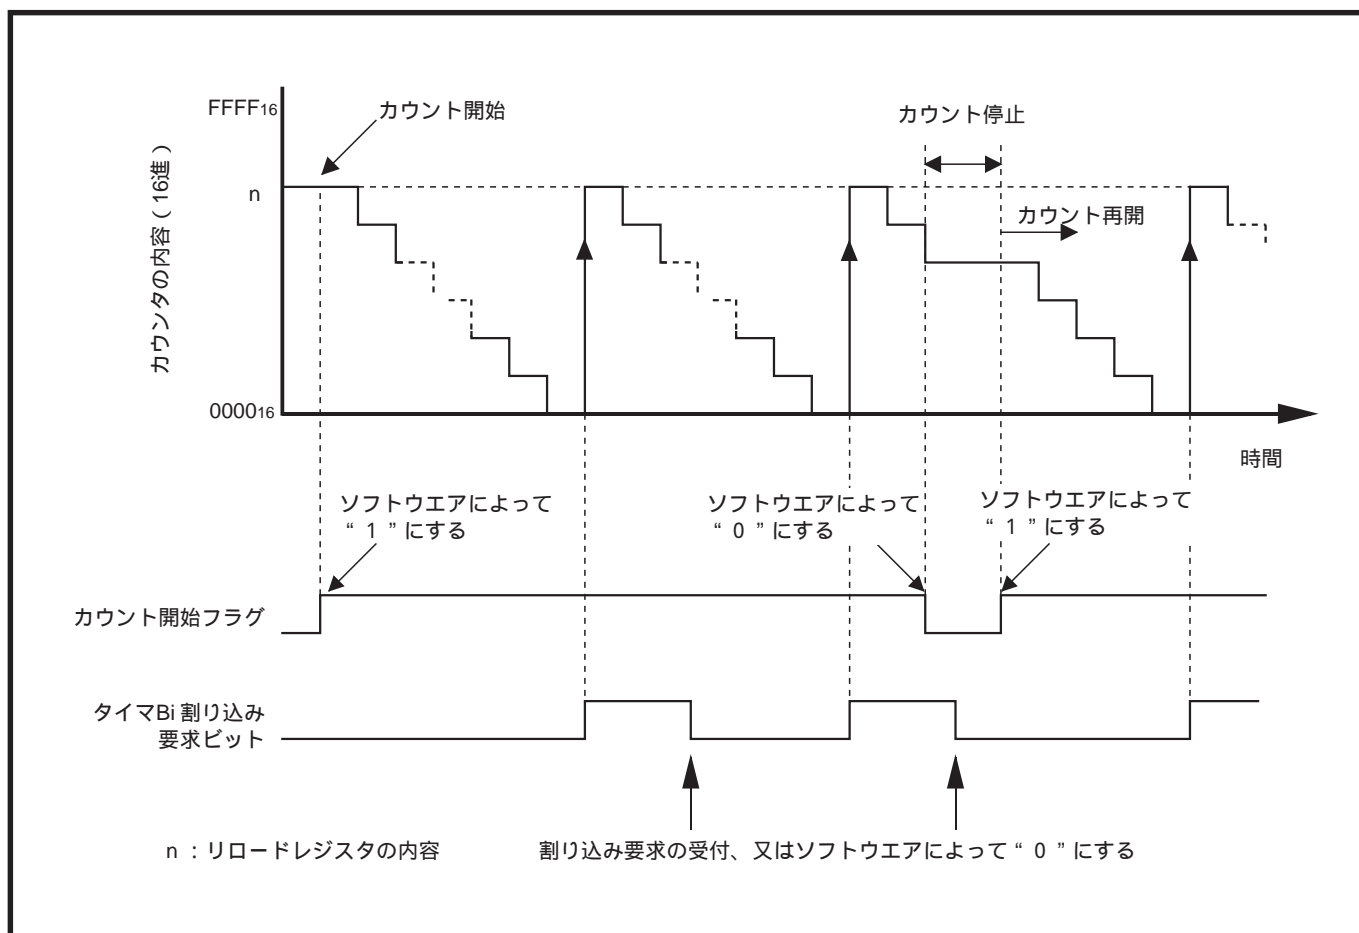 FFFF16
カウント開始
カウント停止
カウンタの内容（16進）
n
カウント再開
000016
時間
ソフトウエアによって
“1”にする
ソフトウエアによって
“0”にする
ソフトウエアによって
“1”にする
カウント開始フラグ
タイマBi 割り込み
要求ビット
n ：リロードレジスタの内容
割り込み要求の受付、又はソフトウエアによって“0”にする